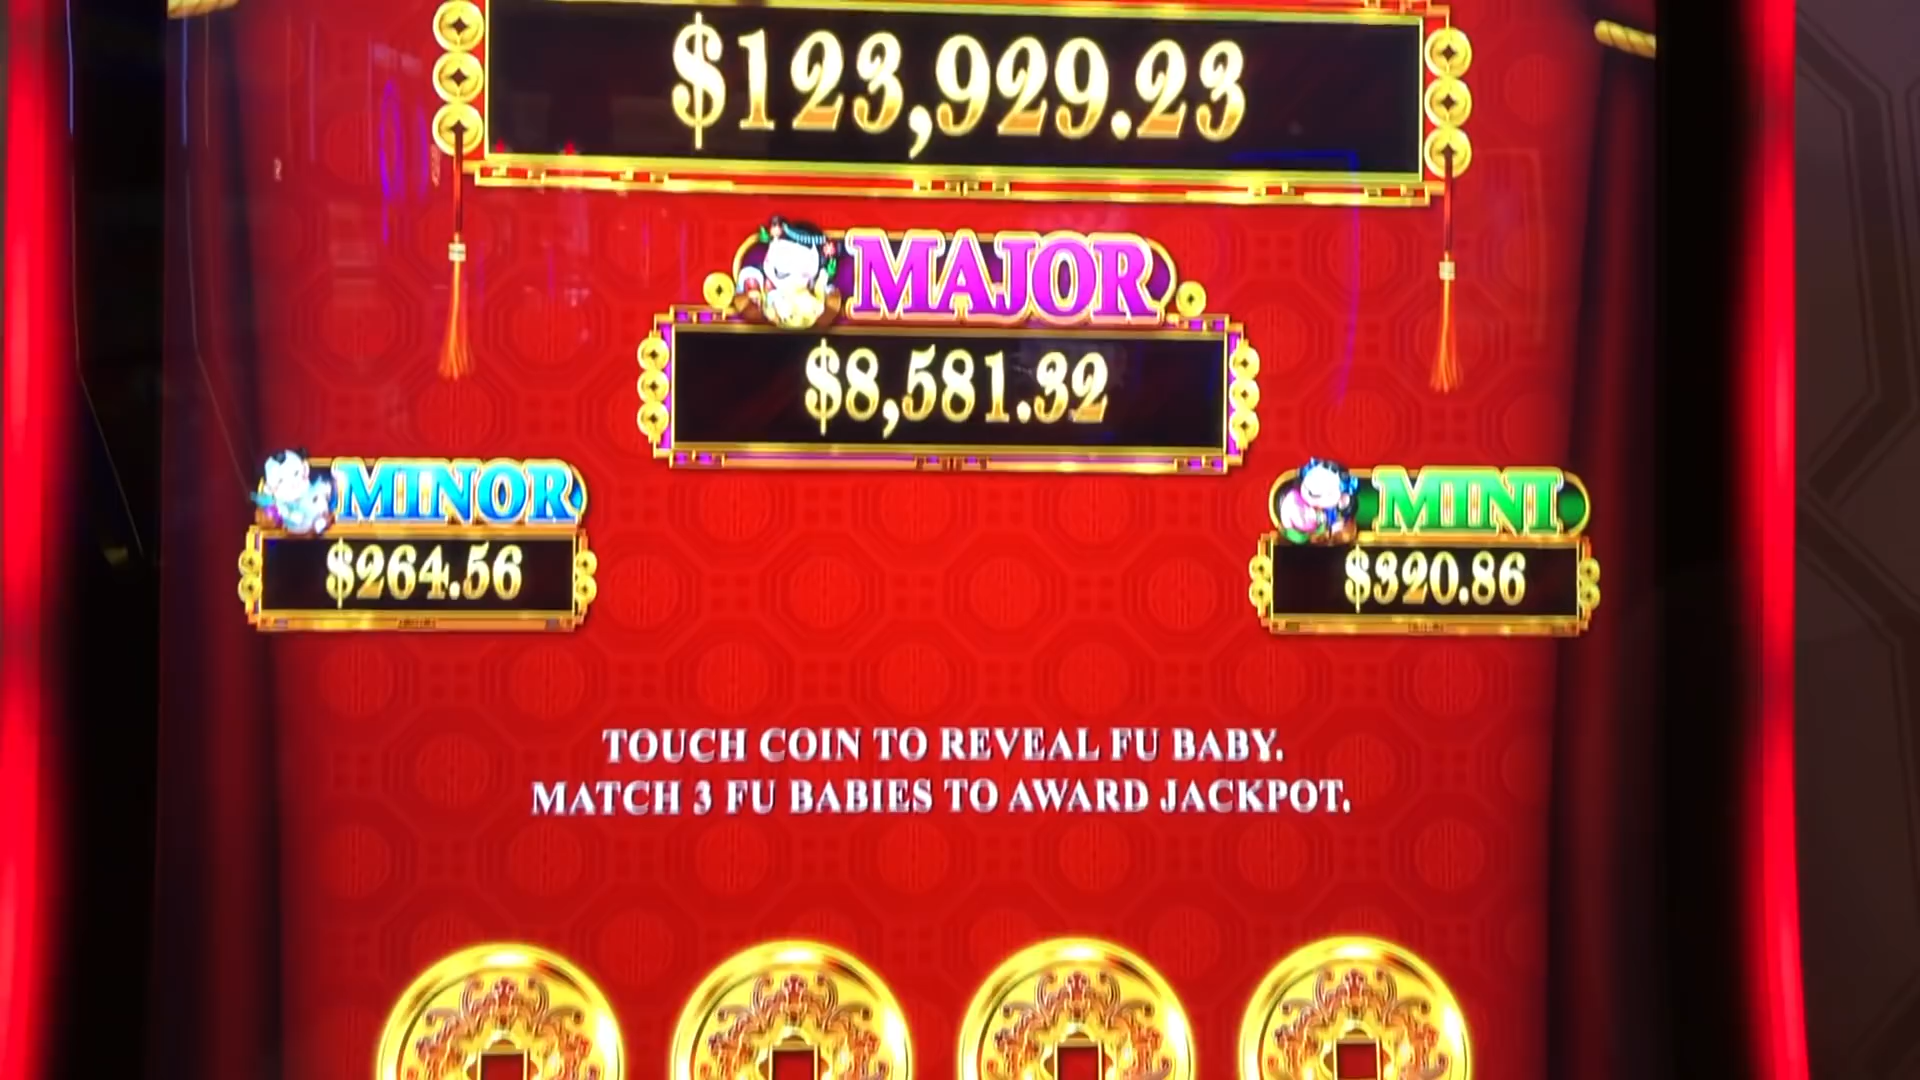 $123,929.23
MAJOR
$8,581.32
MINOR
$264.56
MINI
$320.86
TOUCH COIN TO REVEAL FU BABY.
MATCH 3 FU BABIES TO AWARD JACKPOT.